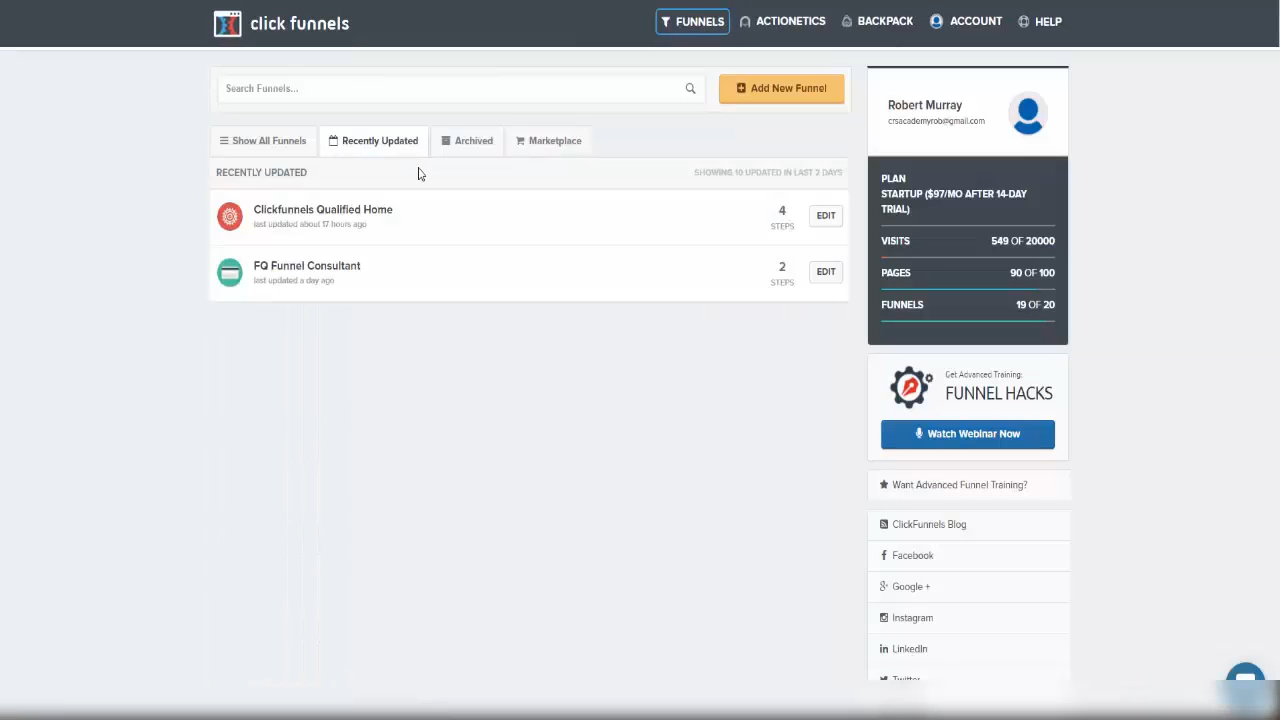 click funnels
FUNNELS
ACTIONETICS
BACKPACK
ACCOUNT
HELP
Search Funnels...
Add New Funnel
Show All Funnels
Recently Updated
Archived
Marketplace
RECENTLY UPDATED
SHOWING 10 UPDATED IN LAST 2 DAYS
Clickfunnels Qualified Home
last updated about 17 hours ago
4
STEPS
EDIT
FQ Funnel Consultant
last updated a day ago
2
STEPS
EDIT
Robert Murray
crsacademyrob@gmail.com
PLAN
STARTUP ($97/MO AFTER 14-DAY
TRIAL)
VISITS 549 OF 20000
PAGES 90 OF 100
FUNNELS 19 OF 20
Get Advanced Training:
FUNNEL HACKS
Watch Webinar Now
Want Advanced Funnel Training?
ClickFunnels Blog
Facebook
Google +
Instagram
LinkedIn
Twitter